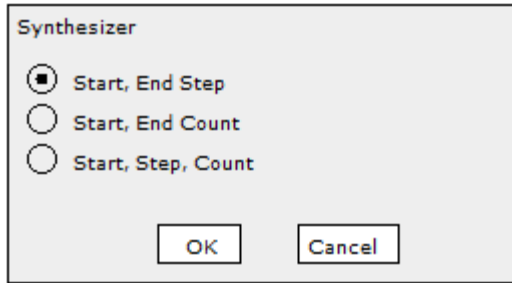 Synthesizer
Start, End Step
Start, End Count
Start, Step, Count
OK Cancel